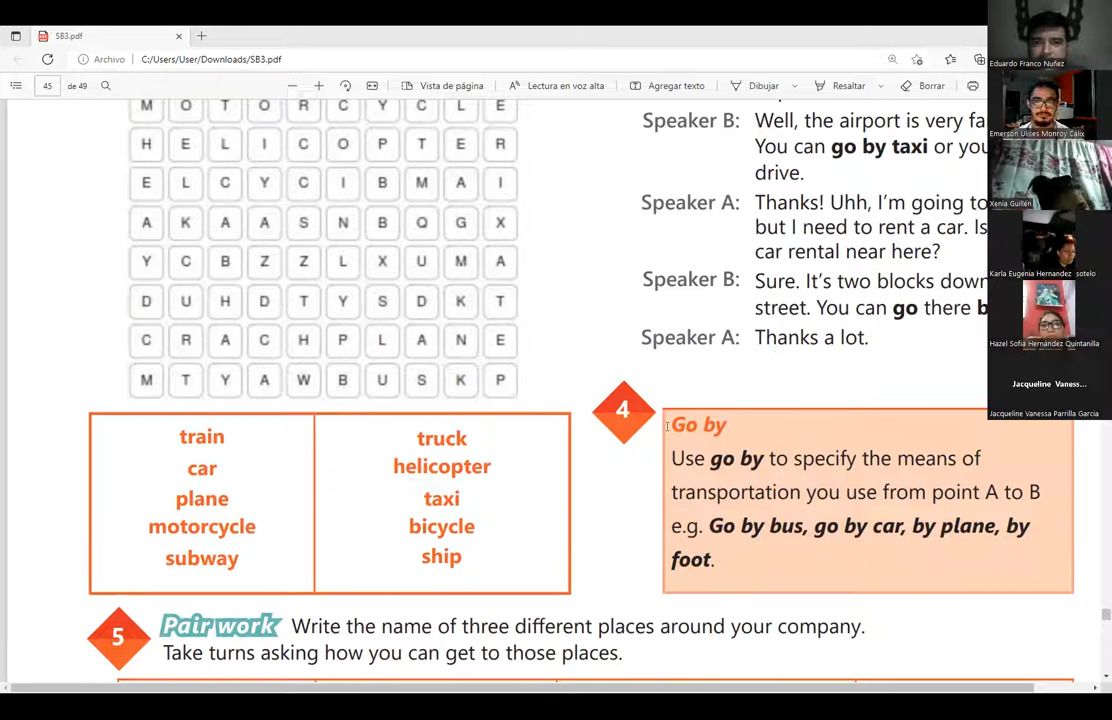 SB3.pdf
Archivo C:/Users/User/Downloads/SB3.pdf
45 de 49 Vista de página Lectura en voz alta Agregar texto Dibujar Resaltar Borrar
M O T O R C Y C L E
H E L I C O P T E R
E L C Y C I B M A I
A K A A S N B Q G X
Y C B Z Z L X U M A
D U H D T Y S D K T
C R A C H P L A N E
M T Y A W B U S K P
train
car
plane
motorcycle
subway
truck
helicopter
taxi
bicycle
ship
Speaker B: Well, the airport is very fa
You can go by taxi or you
drive.
Speaker A: Thanks! Uhh, I'm going to
but I need to rent a car. Is
car rental near here?
Speaker B: Sure. It's two blocks down
street. You can go there b
Speaker A: Thanks a lot.
4
Go by
Use go by to specify the means of
transportation you use from point A to B
e.g. Go by bus, go by car, by plane, by
foot.
5 Pair work Write the name of three different places around your company.
Take turns asking how you can get to those places.
Eduardo Franco Nuñez
Emerson Ulises Monroy Calix
Xenia Guillén
Karla Eugenia Hernandez sotelo
Hazel Sofia Hernández Quintanilla
Jacqueline Vaness...
Jacqueline Vanessa Parrilla Garcia